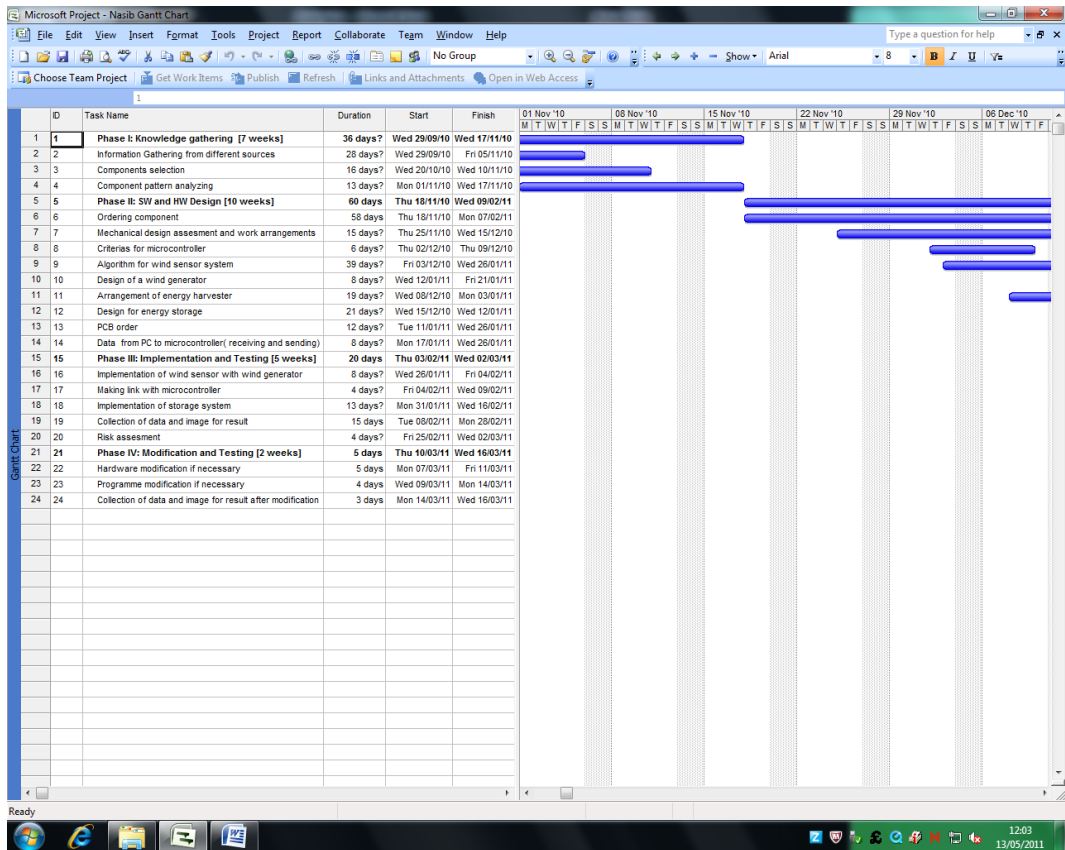 Microsoft Project - Nasib Gantt Chart
File Edit View Insert Format Tools Project Report Collaborate Team Window Help Type a question for help
No Group Show Arial 8 B I U
Choose Team Project Get Work Items Publish Refresh Links and Attachments Open in Web Access
1
ID Task Name Duration Start Finish 01 Nov '10 08 Nov '10 15 Nov '10 22 Nov '10 29 Nov '10 06 Dec '10
M T W T F S S M T W T F S S M T W T F S S M T W T F S S M T W T F S S M T W T F
1 1 Phase I: Knowledge gathering [7 weeks] 36 days? Wed 29/09/10 Wed 17/11/10
2 2 Information Gathering from different sources 28 days? Wed 29/09/10 Fri 05/11/10
3 3 Components selection 16 days? Wed 20/10/10 Wed 10/11/10
4 4 Component pattern analyzing 13 days? Mon 01/11/10 Wed 17/11/10
5 5 Phase II: SW and HW Design [10 weeks] 60 days Thu 18/11/10 Wed 09/02/11
6 6 Ordering component 58 days Thu 18/11/10 Mon 07/02/11
7 7 Mechanical design assesment and work arrangements 15 days? Thu 25/11/10 Wed 15/12/10
8 8 Criterias for microcontroller 6 days? Thu 02/12/10 Thu 09/12/10
9 9 Algorithm for a wind sensor system 39 days? Fri 03/12/10 Wed 26/01/11
10 10 Design of a wind generator 8 days? Wed 12/01/11 Fri 21/01/11
11 11 Arrangement of energy harvester 19 days? Wed 08/12/10 Mon 03/01/11
12 12 Design for energy storage 21 days? Wed 15/12/10 Wed 12/01/11
13 13 PCB order 12 days? Tue 11/01/11 Wed 26/01/11
14 14 Data from PC to microcontroller( receiving and sending) 8 days? Mon 17/01/11 Wed 26/01/11
15 15 Phase III: Implementation and Testing [5 weeks] 20 days Thu 03/02/11 Wed 02/03/11
16 16 Implementation of wind sensor with wind generator 8 days? Wed 26/01/11 Fri 04/02/11
17 17 Making link with microcontroller 4 days? Fri 04/02/11 Wed 09/02/11
18 18 Implementation of storage system 13 days? Mon 31/01/11 Wed 16/02/11
19 19 Collection of data and image for result 15 days Tue 08/02/11 Mon 28/02/11
20 20 Risk assesment 4 days? Fri 25/02/11 Wed 02/03/11
21 21 Phase IV: Modification and Testing [2 weeks] 5 days Thu 10/03/11 Wed 16/03/11
22 22 Hardware modification if necessary 5 days Mon 07/03/11 Fri 11/03/11
23 23 Programme modification if necessary 4 days Wed 09/03/11 Mon 14/03/11
24 24 Collection of data and image for result after modification 3 days Mon 14/03/11 Wed 16/03/11
Gantt Chart
Ready
12:03
13/05/2011